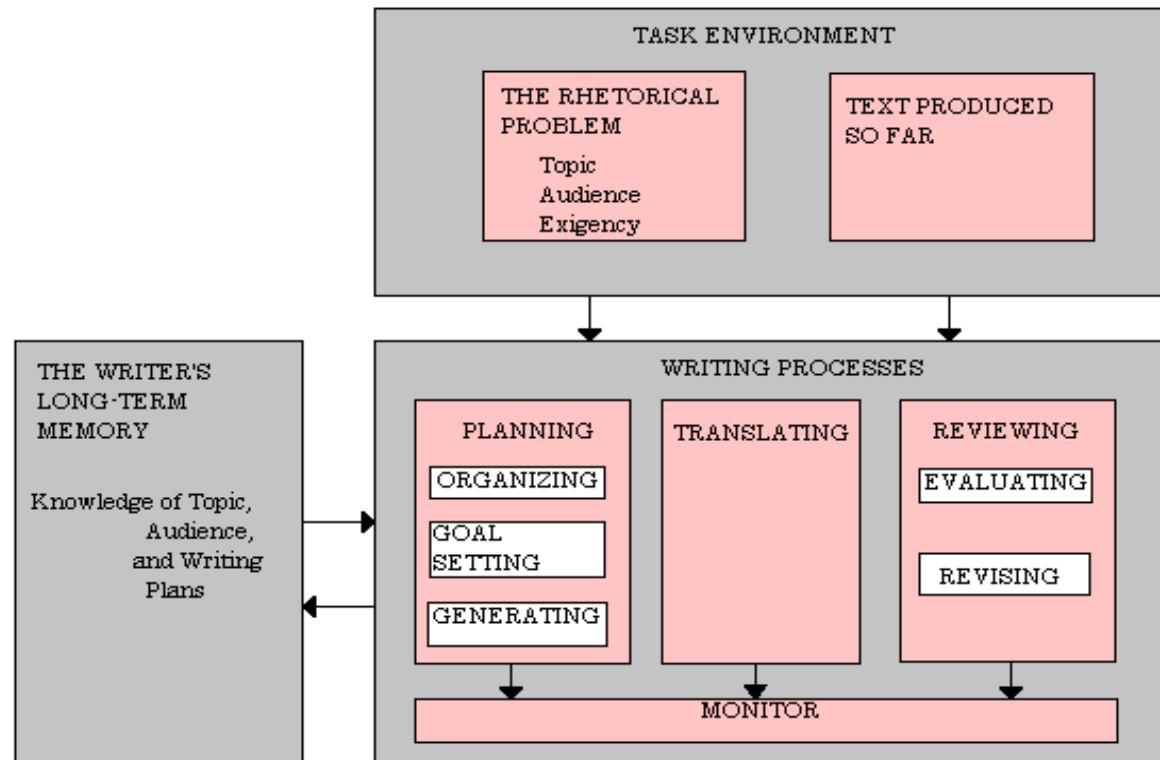 TASK ENVIRONMENT
THE RHETORICAL
PROBLEM
Topic
Audience
Exigency
TEXT PRODUCED
SO FAR
THE WRITER'S
LONG-TERM
MEMORY
Knowledge of Topic,
Audience,
and Writing
Plans
WRITING PROCESSES
PLANNING
ORGANIZING
GOAL
SETTING
GENERATING
TRANSLATING
REVIEWING
EVALUATING
REVISING
MONITOR